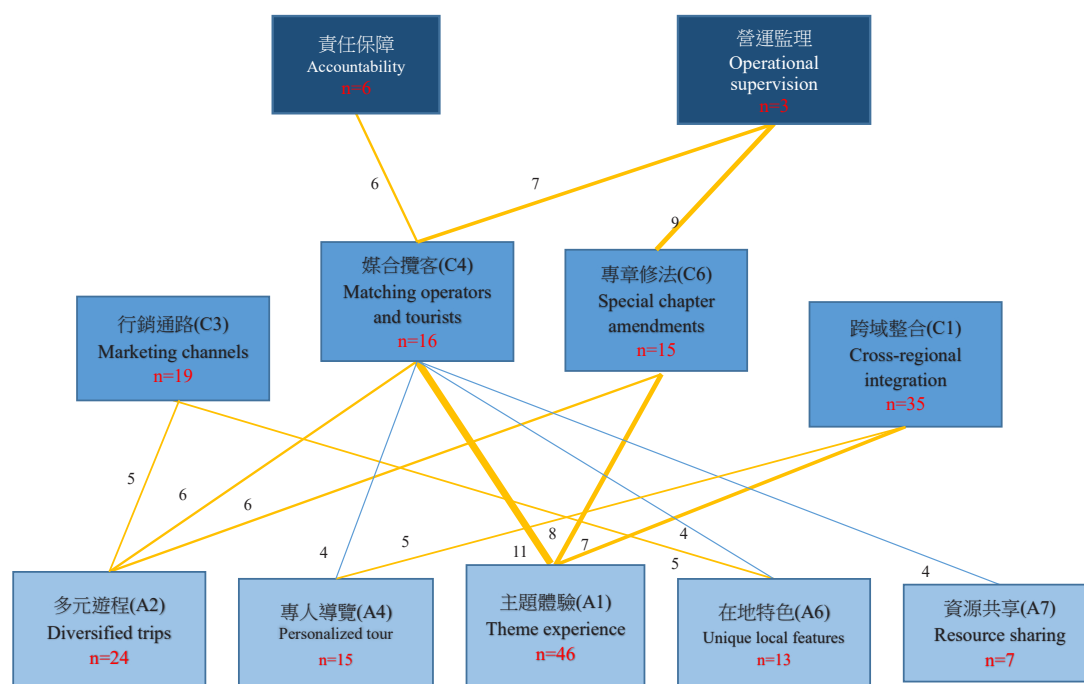 責任保障
Accountability
n=6
營運監理
Operational
supervision
n=3
6
7
9
行銷通路(C3)
Marketing channels
n=19
媒合攬客(C4)
Matching operators
and tourists
n=16
專章修法(C6)
Special chapter
amendments
n=15
跨域整合(C1)
Cross-regional
integration
n=35
5
6
6
4
5
11
8
7
4
5
4
多元遊程(A2)
Diversified trips
n=24
專人導覽(A4)
Personalized tour
n=15
主題體驗(A1)
Theme experience
n=46
在地特色(A6)
Unique local features
n=13
資源共享(A7)
Resource sharing
n=7